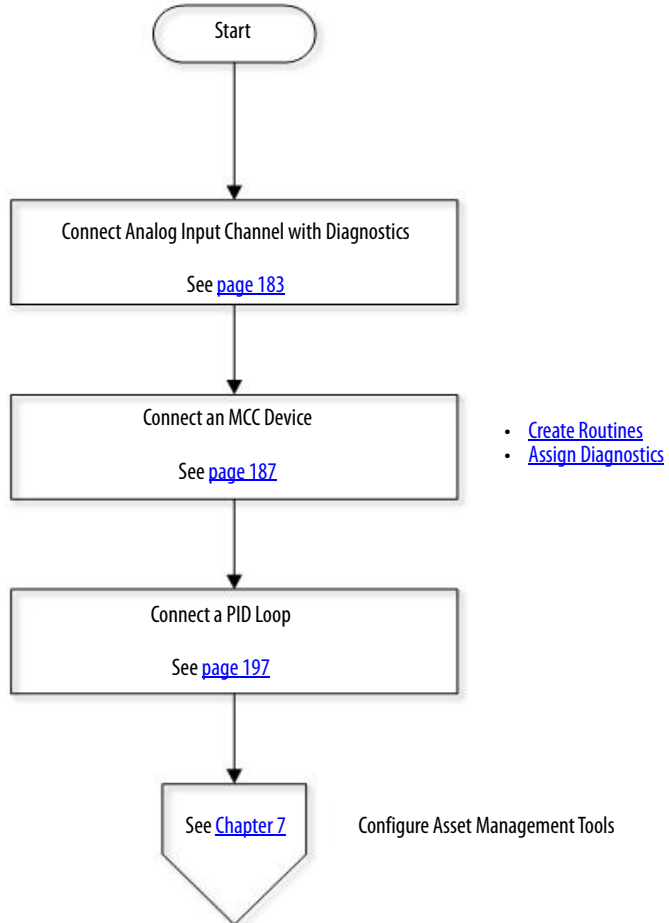 Start
Connect Analog Input Channel with Diagnostics
See page 183
Connect an MCC Device
See page 187
• Create Routines
• Assign Diagnostics
Connect a PID Loop
See page 197
See Chapter 7
Configure Asset Management Tools